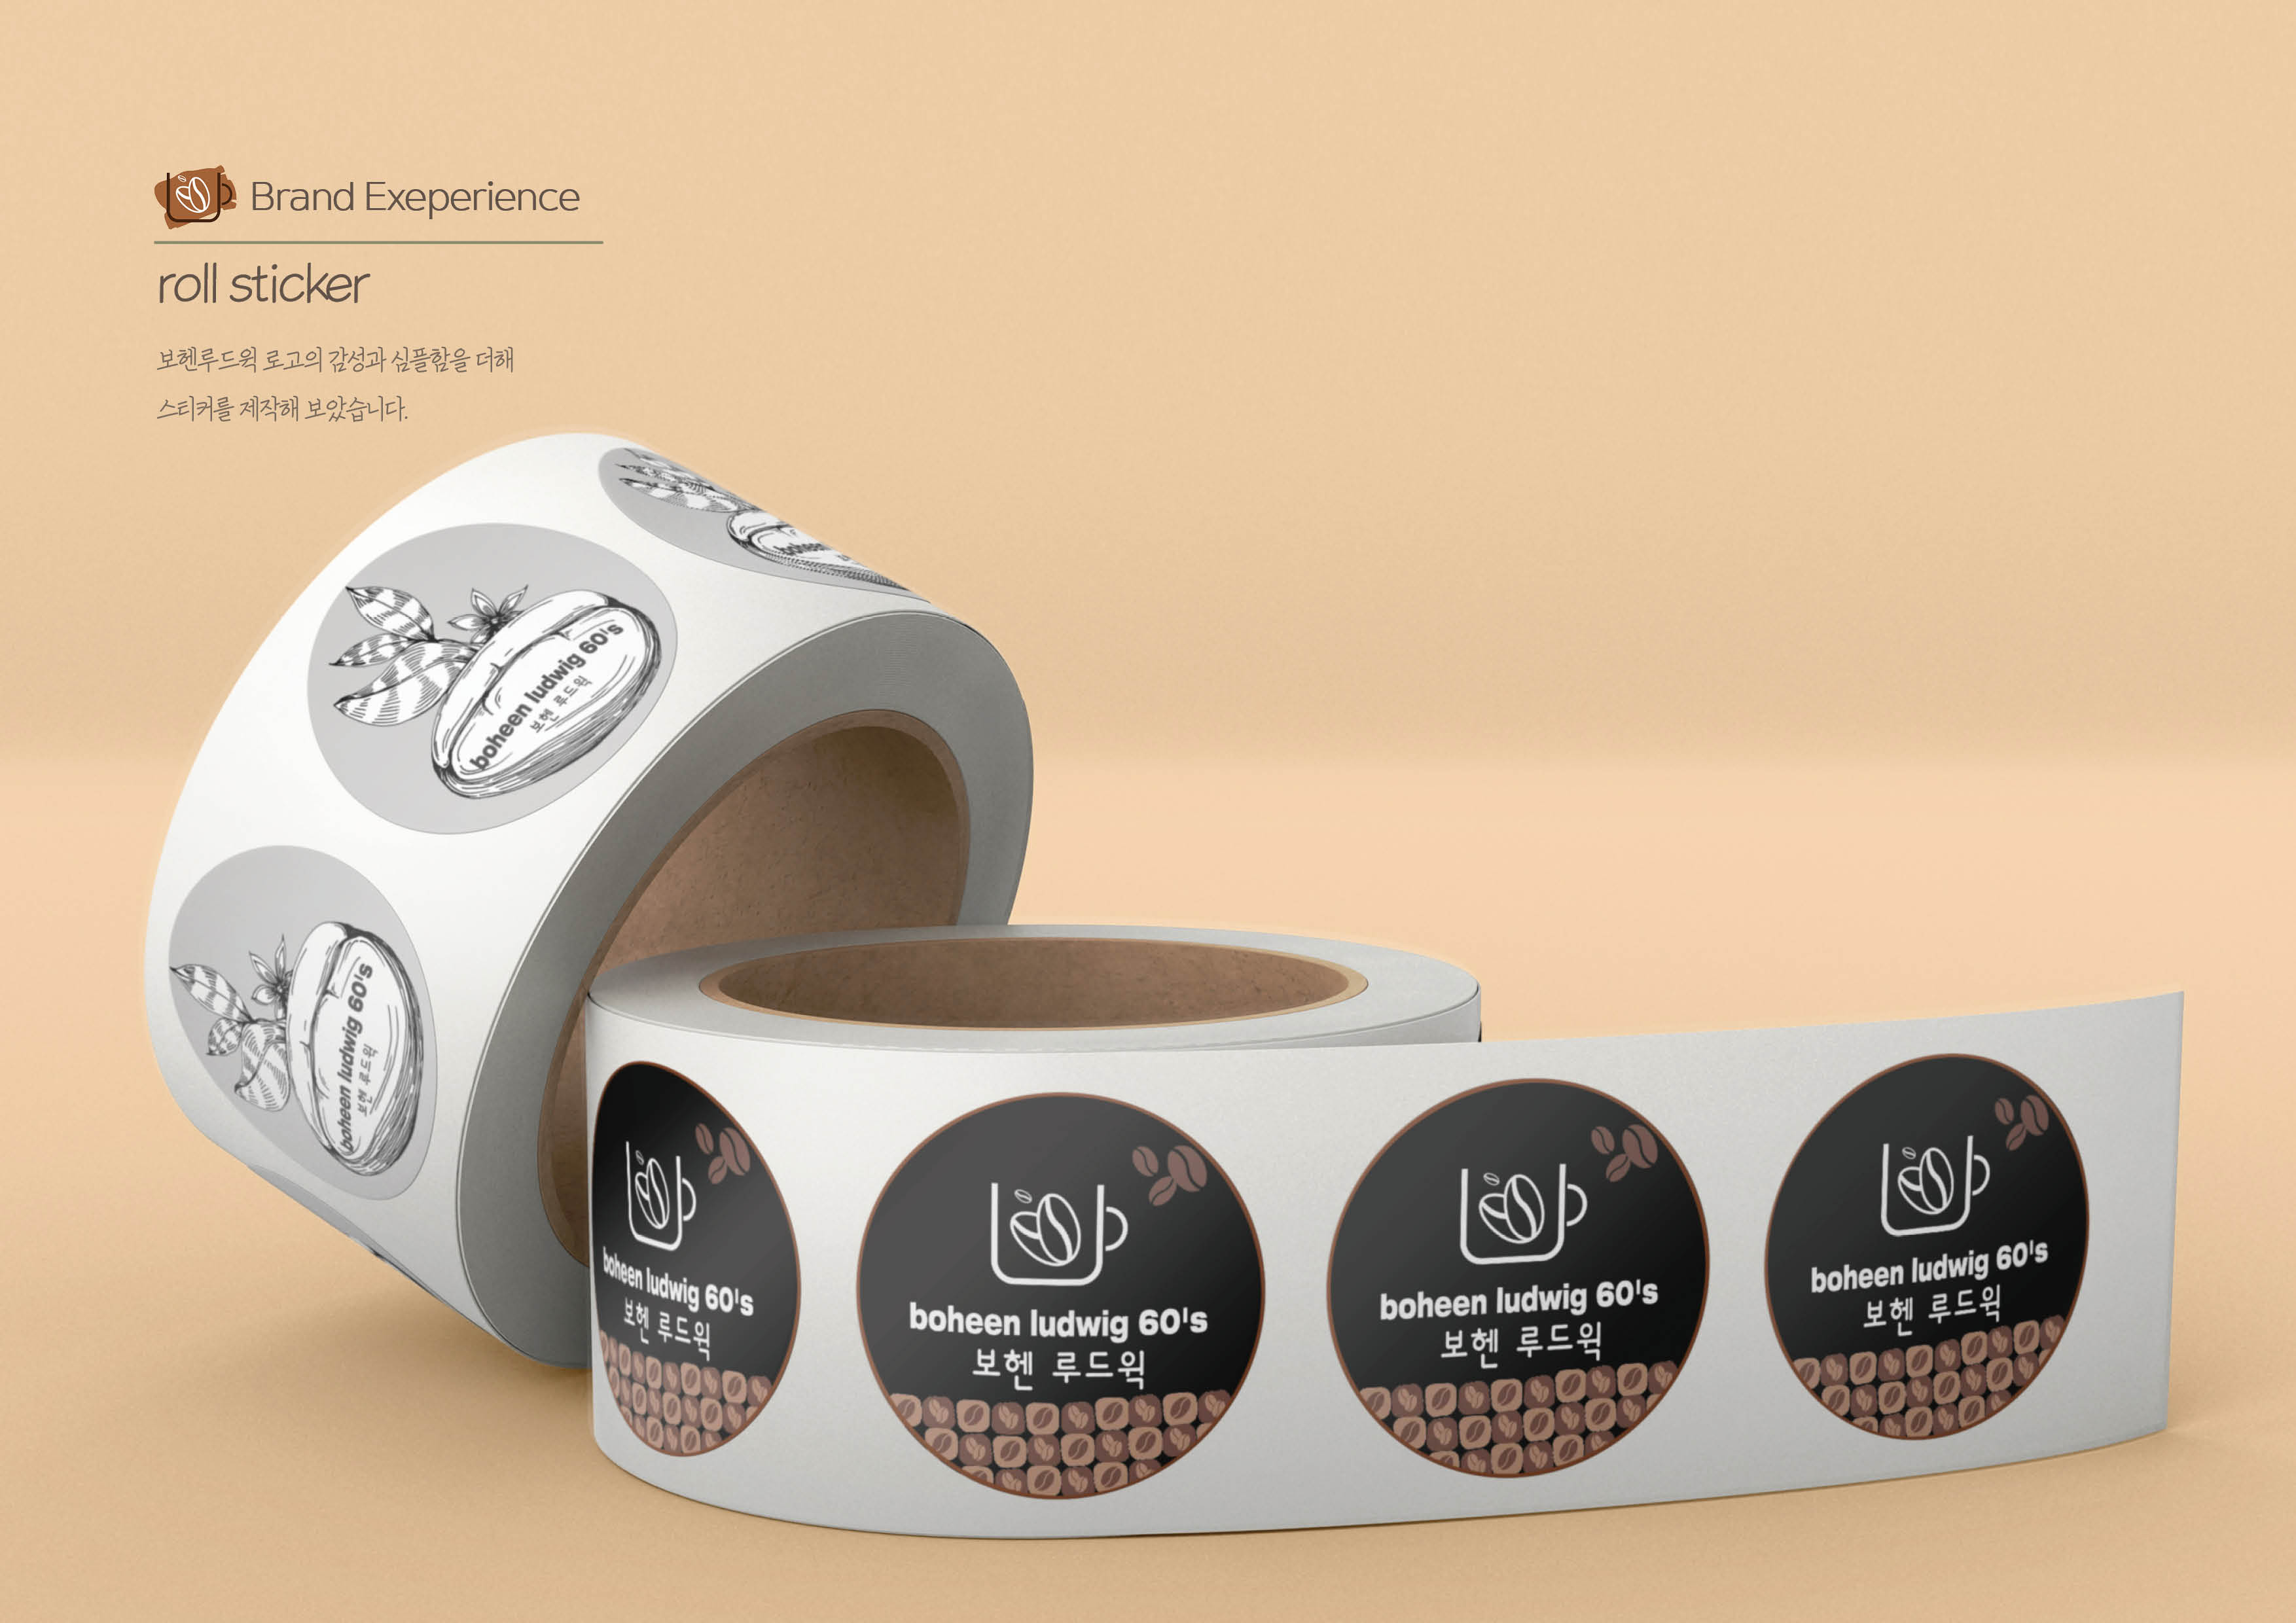 Brand Exeperience
roll sticker
보헨루드윅 로고의 감성과 심플함을 더해
스티커를 제작해 보았습니다.
boheen
boheen ludwig 60's
보헨 루드윅
boheen ludwig 60's
보헨 루드윅
boheen ludwig 60's
보헨 루드윅
boheen ludwig 60's
보헨 루드윅
boheen ludwig 60's
보헨 루드윅
boheen ludwig 60's
보헨 루드윅